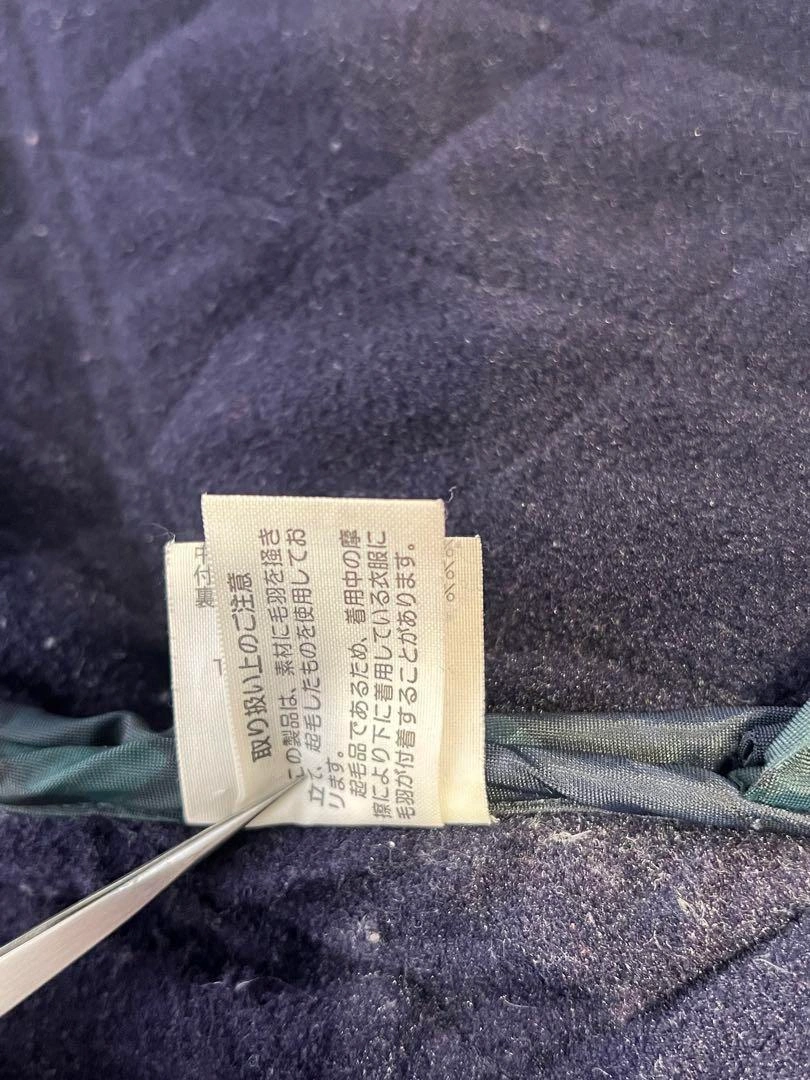 取り扱い上のご注意
この製品は、素材に毛羽を掻き
立て、起毛したものを使用してお
ります。
起毛品であるため、着用中の摩
擦により下に着用している衣服に
毛羽が付着することがあります。